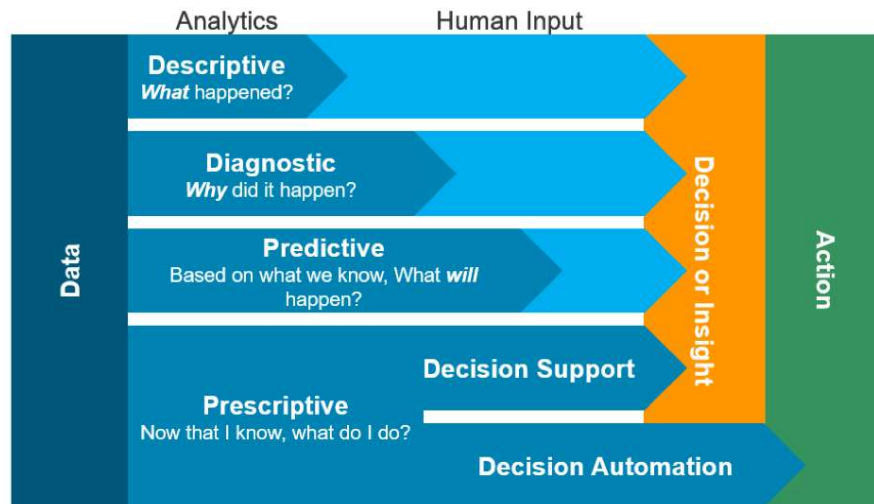 Analytics
Human Input
Data
Descriptive
What happened?
Diagnostic
Why did it happen?
Predictive
Based on what we know, What will
happen?
Prescriptive
Now that I know, what do I do?
Decision Support
Decision Automation
Decision or Insight
Action